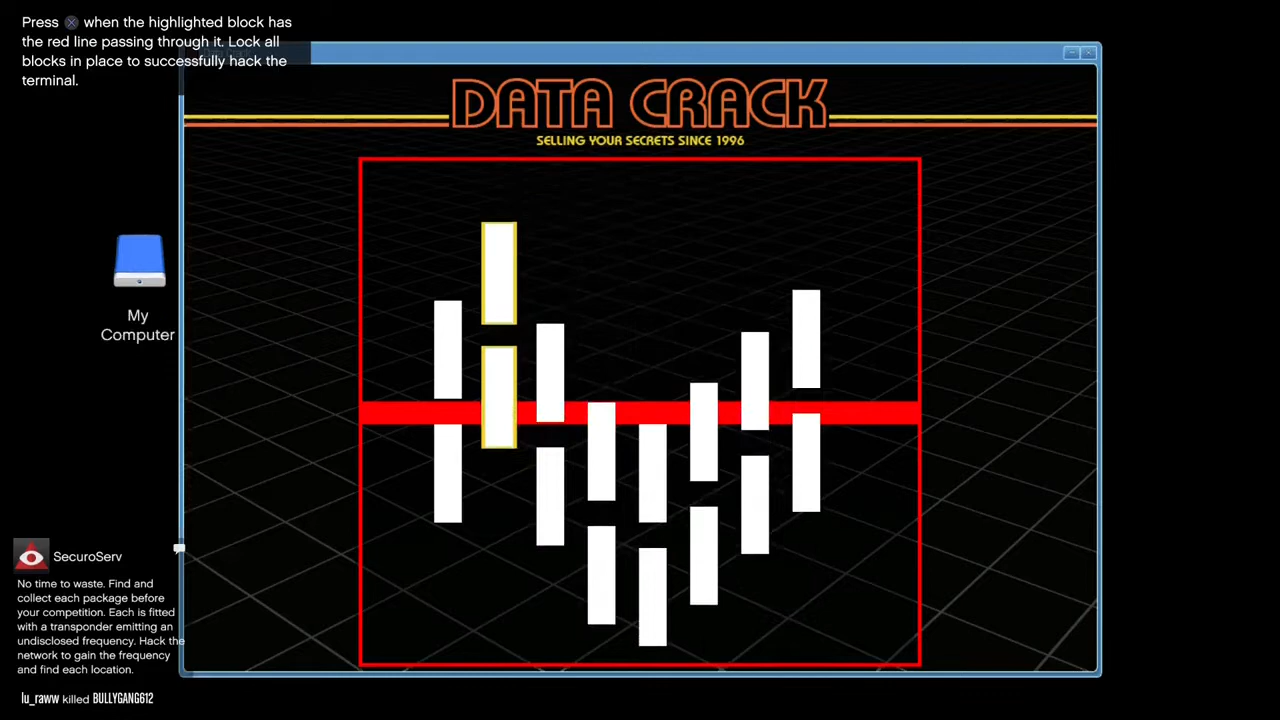 Press ⊗ when the highlighted block has
the red line passing through it. Lock all
blocks in place to successfully hack the
terminal.
DATA CRACK
SELLING YOUR SECRETS SINCE 1996
My
Computer
SecuroServ
No time to waste. Find and
collect each package before
your competition. Each is fitted
with a transponder emitting an
undisclosed frequency. Hack the
network to gain the frequency
and find each location.
lu_raww killed BULLYGANG612